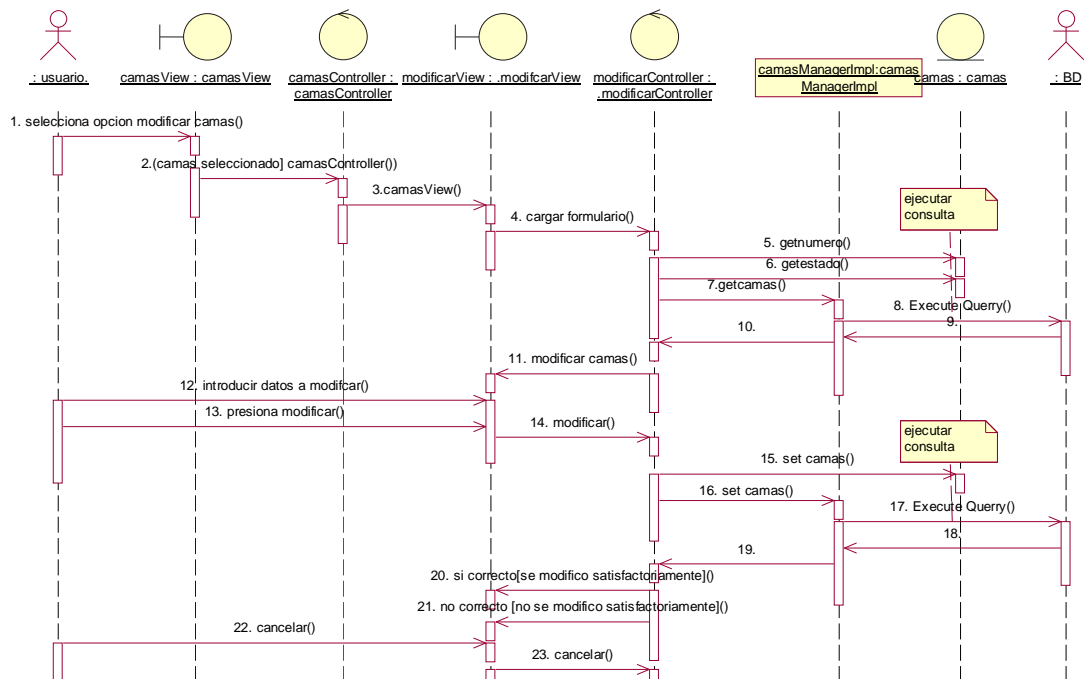 : usuario.
camasView : camasView
camasController :
camasController
modificarView : .modifcarView
modificarController :
.modificarController
camasManagerImpl:camas
ManagerImpl
camas : camas
: BD
1. selecciona opcion modificar camas()
2.(camas seleccionado] camasController())
3.camasView()
4. cargar formulario()
ejecutar
consulta
5. getnumero()
6. getestado()
7.getcamas()
8. Execute Querry()
9.
10.
11. modificar camas()
12. introducir datos a modifcar()
13. presiona modificar()
14. modificar()
ejecutar
consulta
15. set camas()
16. set camas()
17. Execute Querry()
18.
19.
20. si correcto[se modifico satisfactoriamente]()
21. no correcto [no se modifico satisfactoriamente]()
22. cancelar()
23. cancelar()